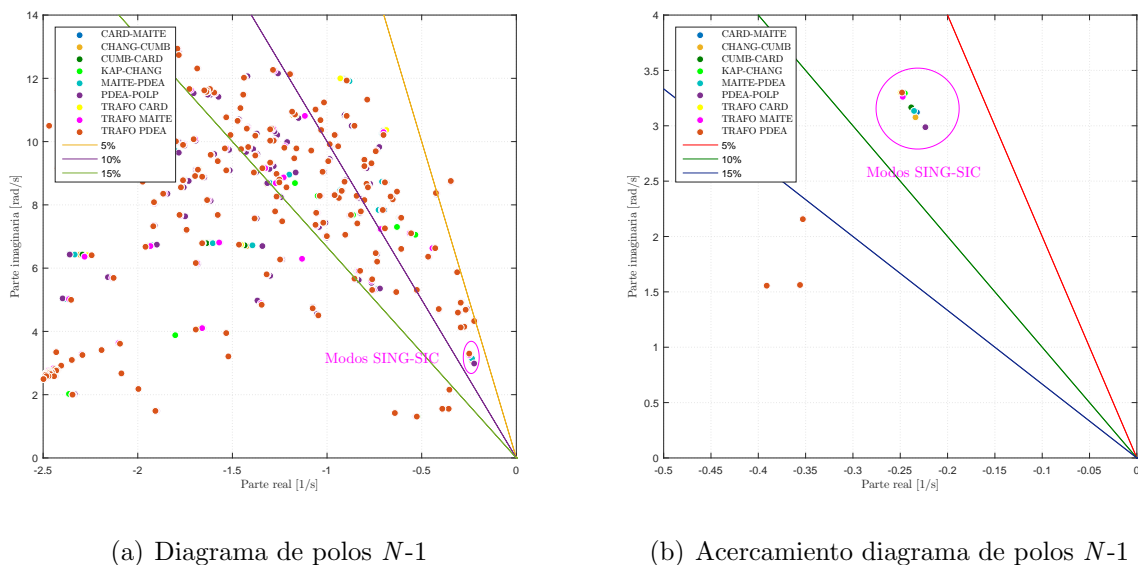 14
12
10
8
6
4
2
0
Parte imaginaria [rad/s]
CARD-MAITE
CHANG-CUMB
CUMB-CARD
KAP-CHANG
MAITE-PDEA
PDEA-POLP
TRAFO CARD
TRAFO MAITE
TRAFO PDEA
5%
10%
15%
Modos SING-SIC
-2.5 -2 -1.5 -1 -0.5 0
Parte real [1/s]
(a) Diagrama de polos N-1
4
3.5
3
2.5
2
1.5
1
0.5
0
Parte imaginaria [rad/s]
CARD-MAITE
CHANG-CUMB
CUMB-CARD
KAP-CHANG
MAITE-PDEA
PDEA-POLP
TRAFO CARD
TRAFO MAITE
TRAFO PDEA
5%
10%
15%
Modos SING-SIC
-0.5 -0.45 -0.4 -0.35 -0.3 -0.25 -0.2 -0.15 -0.1 -0.05 0
Parte real [1/s]
(b) Acercamiento diagrama de polos N-1